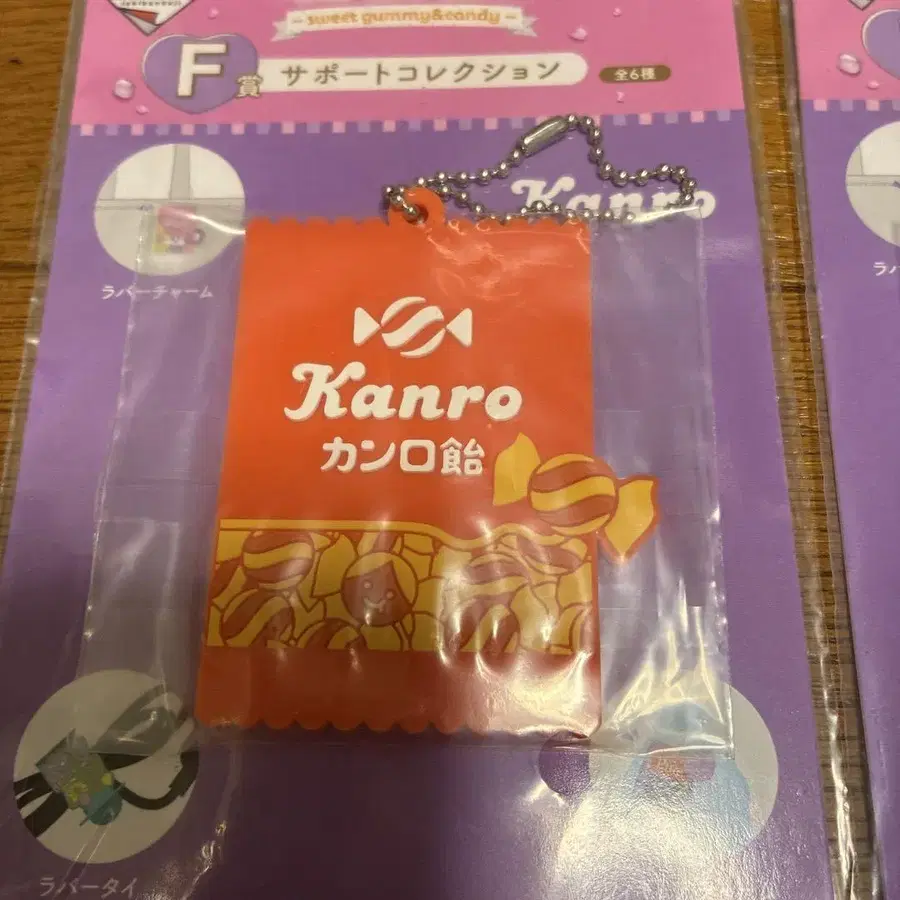 sweet gummy&candy
F賞 サポートコレクション 全6種
Kanro
ラバーチャーム
Kanro
カンロ飴
ラバータイ